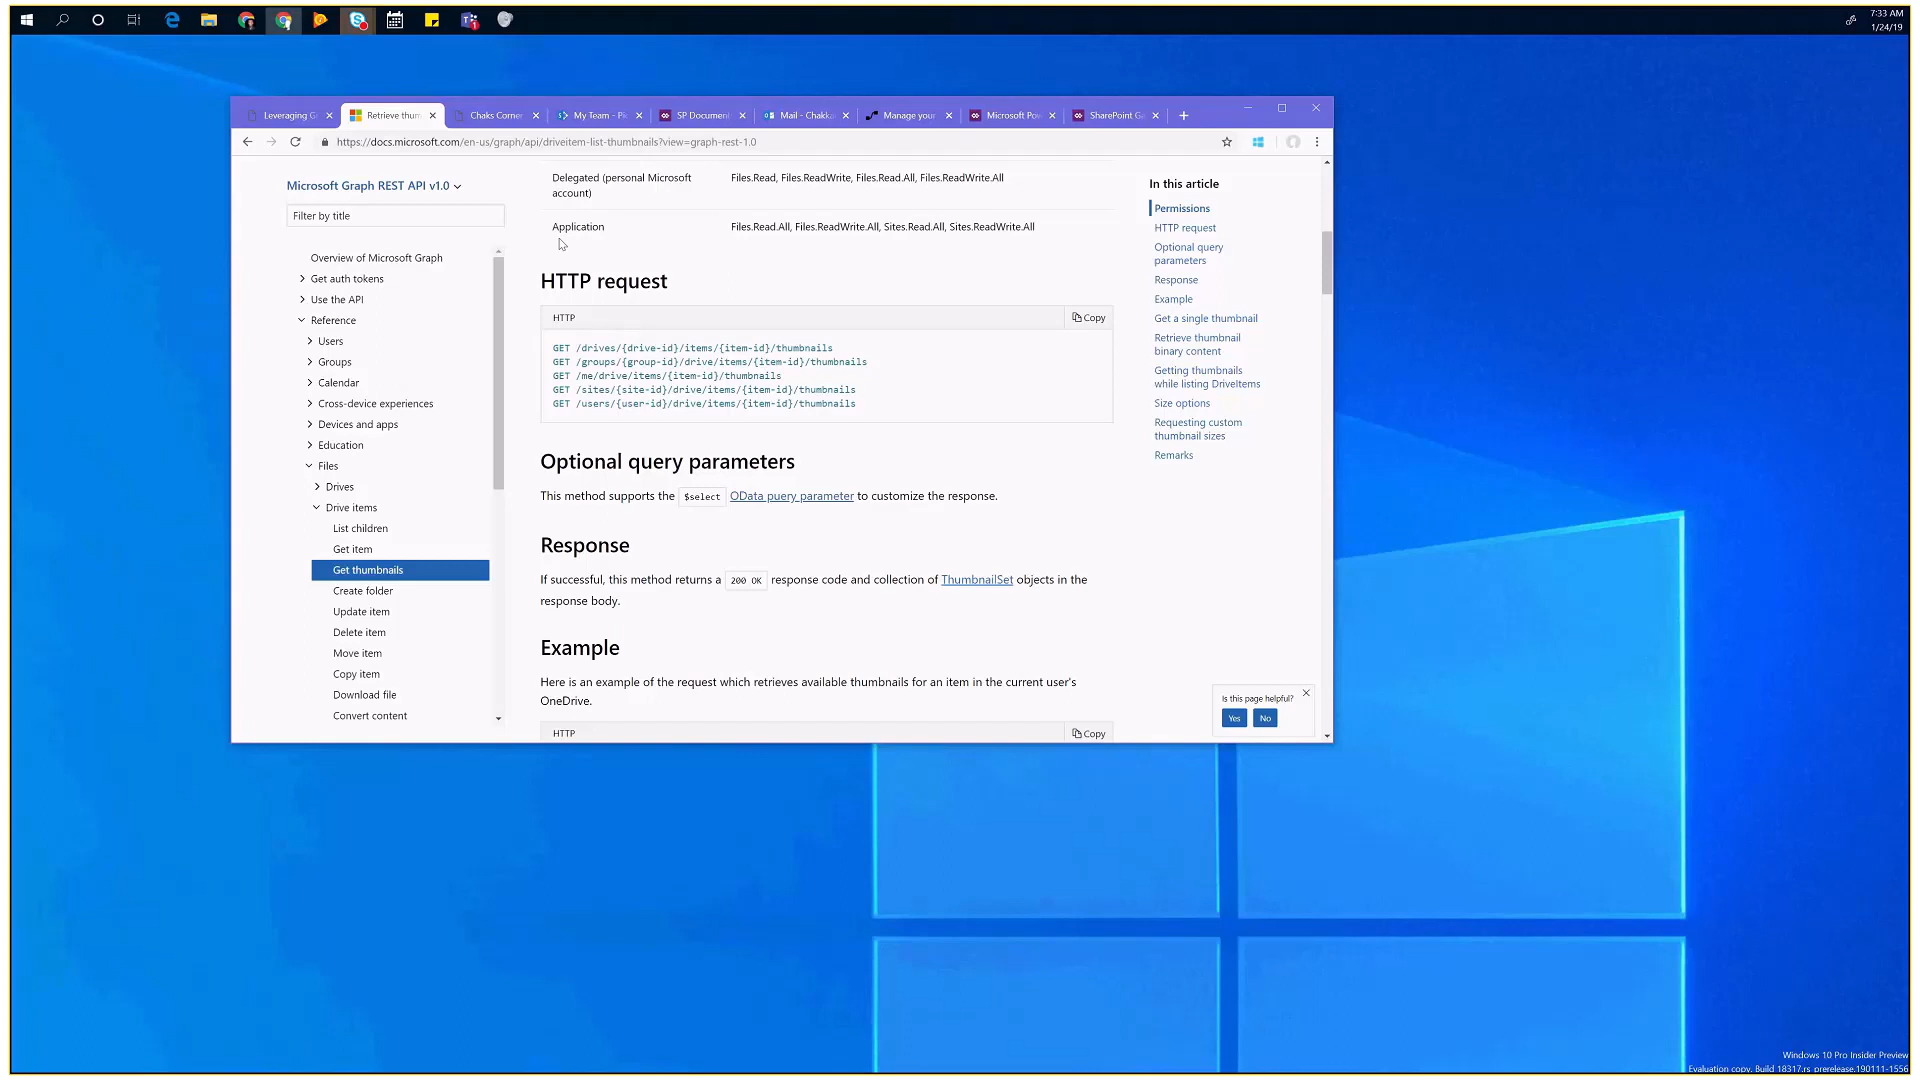 7:33 AM
1/24/19
Leveraging G
Retrieve thum
Chaks Corner
My Team - Pi
SP Document
Mail - Chakka
Manage your
Microsoft Pow
SharePoint Ga
https://docs.microsoft.com/en-us/graph/api/driveitem-list-thumbnails?view=graph-rest-1.0
Microsoft Graph REST API v1.0
Filter by title
Overview of Microsoft Graph
Get auth tokens
Use the API
Reference
Users
Groups
Calendar
Cross-device experiences
Devices and apps
Education
Files
Drives
Drive items
List children
Get item
Get thumbnails
Create folder
Update item
Delete item
Move item
Copy item
Download file
Convert content
Delegated (personal Microsoft account) Files.Read, Files.ReadWrite, Files.Read.All, Files.ReadWrite.All
Application Files.Read.All, Files.ReadWrite.All, Sites.Read.All, Sites.ReadWrite.All
HTTP request
HTTP Copy
GET /drives/{drive-id}/items/{item-id}/thumbnails
GET /groups/{group-id}/drive/items/{item-id}/thumbnails
GET /me/drive/items/{item-id}/thumbnails
GET /sites/{site-id}/drive/items/{item-id}/thumbnails
GET /users/{user-id}/drive/items/{item-id}/thumbnails
Optional query parameters
This method supports the $select OData puery parameter to customize the response.
Response
If successful, this method returns a 200 OK response code and collection of ThumbnailSet objects in the
response body.
Example
Here is an example of the request which retrieves available thumbnails for an item in the current user's
OneDrive.
HTTP Copy
In this article
Permissions
HTTP request
Optional query
parameters
Response
Example
Get a single thumbnail
Retrieve thumbnail
binary content
Getting thumbnails
while listing DriveItems
Size options
Requesting custom
thumbnail sizes
Remarks
Is this page helpful?
Yes No
Windows 10 Pro Insider Preview
Evaluation copy. Build 18317.rs_prerelease.190111-1556